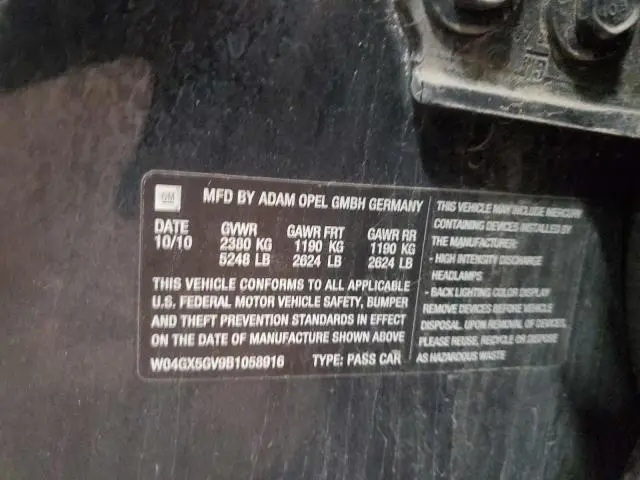 GM
MFD BY ADAM OPEL GMBH GERMANY
DATE GVWR GAWR FRT GAWR RR
10/10 2380 KG 1190 KG 1190 KG
5248 LB 2624 LB 2624 LB
THIS VEHICLE CONFORMS TO ALL APPLICABLE
U.S. FEDERAL MOTOR VEHICLE SAFETY, BUMPER
AND THEFT PREVENTION STANDARDS IN EFFECT
ON THE DATE OF MANUFACTURE SHOWN ABOVE
W04GX5GV9B1058916 TYPE: PASS CAR
THIS VEHICLE MAY INCLUDE MERCURY
CONTAINING DEVICES INSTALLED BY
THE MANUFACTURER:
- HIGH INTENSITY DISCHARGE
HEADLAMPS
- BACK LIGHTING COLOR DISPLAY
REMOVE DEVICES BEFORE VEHICLE
DISPOSAL. UPON REMOVAL OF DEVICES,
PLEASE REUSE, RECYCLE OR DISPOSE
AS HAZARDOUS WASTE